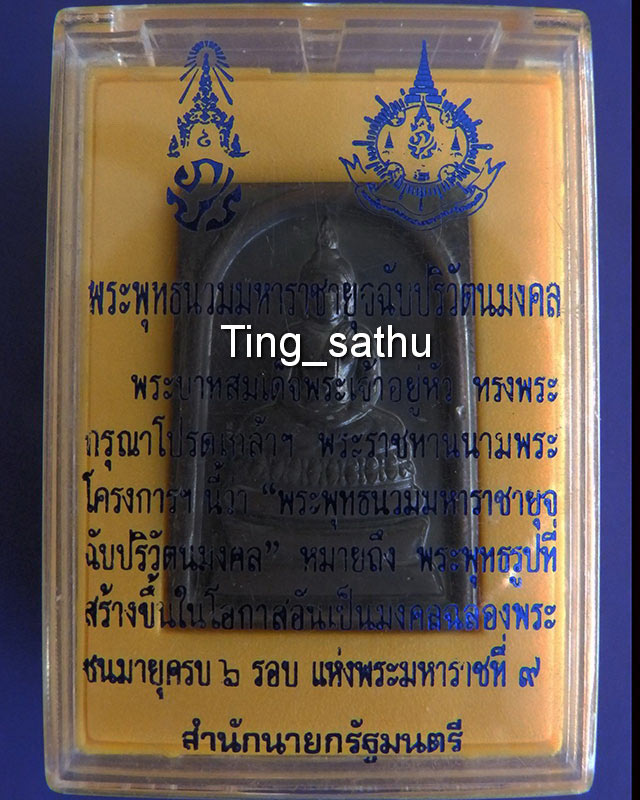 พระพุทธนวมมหาราชายุจฉับปริวัตนมงคล
Ting_sathu
พระบาทสมเด็จพระเจ้าอยู่หัว ทรงพระ
กรุณาโปรดเกล้าฯ พระราชทานนามพระ
โครงการฯ นี้ว่า “พระพุทธนวมมหาราชายุจ
ฉับปริวัตนมงคล” หมายถึง พระพุทธรูปที่
สร้างขึ้นในโอกาสอันเป็นมงคลฉลองพระ
ชนมายุครบ ๖ รอบ แห่งพระมหาราชที่ ๙
สำนักนายกรัฐมนตรี